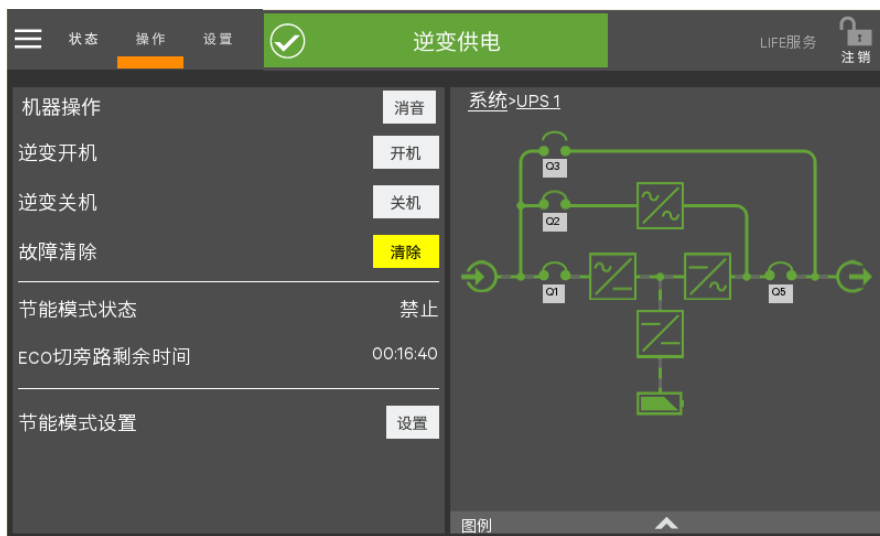 状态 操作 设置 逆变供电 LIFE服务 注销
机器操作 消音
逆变开机 开机
逆变关机 关机
故障清除 清除
节能模式状态 禁止
ECO切旁路剩余时间 00:16:40
节能模式设置 设置
系统>UPS 1
Q3
Q2
Q1 Q5
图例